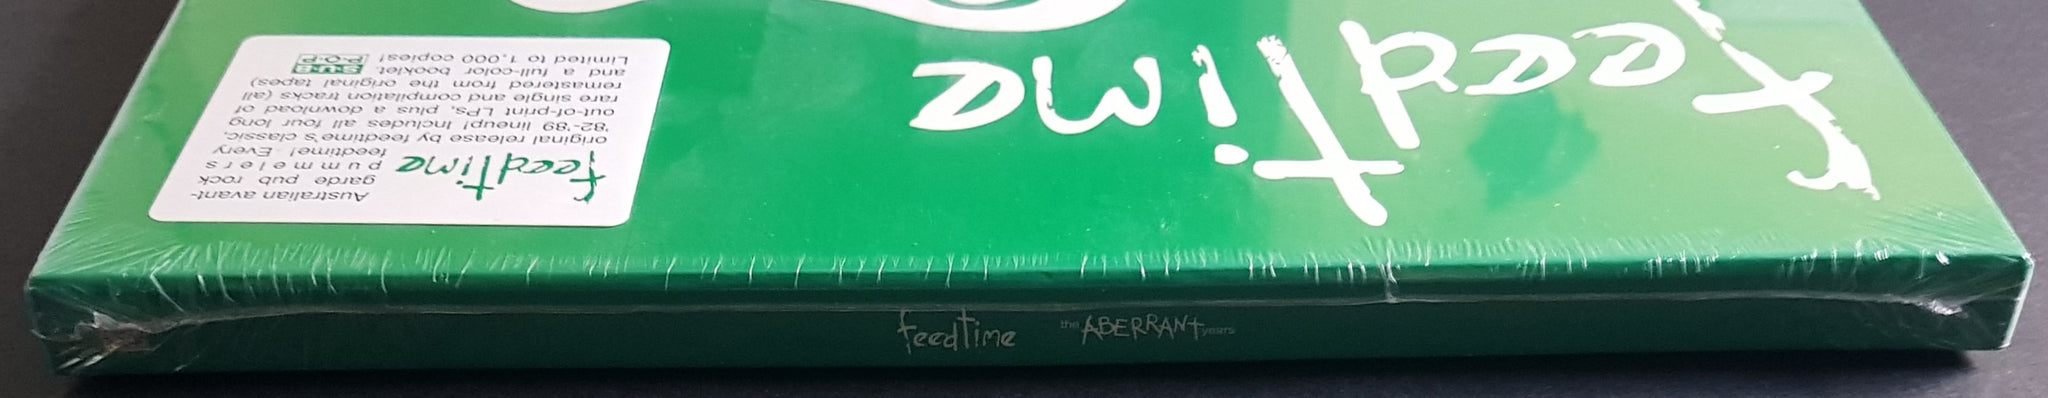 feedtime
Australian avant-
garde pub rock
feedtime pummelers
feedtime! Every
original release by feedtime's classic,
'82-'89 lineup! Includes all four long
out-of-print LPs, plus a download of
rare single and compilation tracks (all
remastered from the original tapes)
and a full-color booklet. SUB
Limited to 1,000 copies! P-O-P
feedtime the ABERRANT years